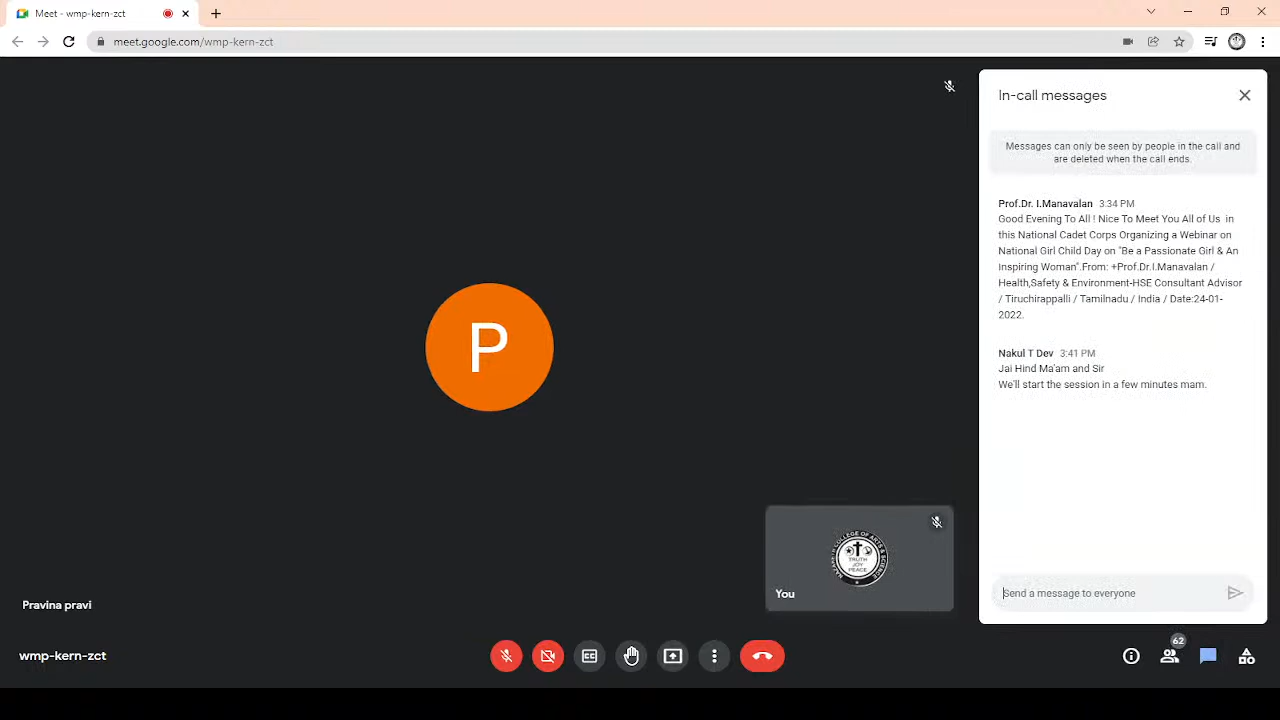 Meet - wmp-kern-zct
meet.google.com/wmp-kern-zct
In-call messages
Messages can only be seen by people in the call and
are deleted when the call ends.
Prof.Dr. I.Manavalan 3:34 PM
Good Evening To All ! Nice To Meet You All of Us in
this National Cadet Corps Organizing a Webinar on
National Girl Child Day on "Be a Passionate Girl & An
Inspiring Woman".From: +Prof.Dr.I.Manavalan /
Health,Safety & Environment-HSE Consultant Advisor
/ Tiruchirappalli / Tamilnadu / India / Date:24-01-
2022.
Nakul T Dev 3:41 PM
Jai Hind Ma'am and Sir
We'll start the session in a few minutes mam.
P
COLLEGE OF ARTS & SCIENCE
TRUTH
JOY
PEACE
You
Send a message to everyone
Pravina pravi
wmp-kern-zct
62